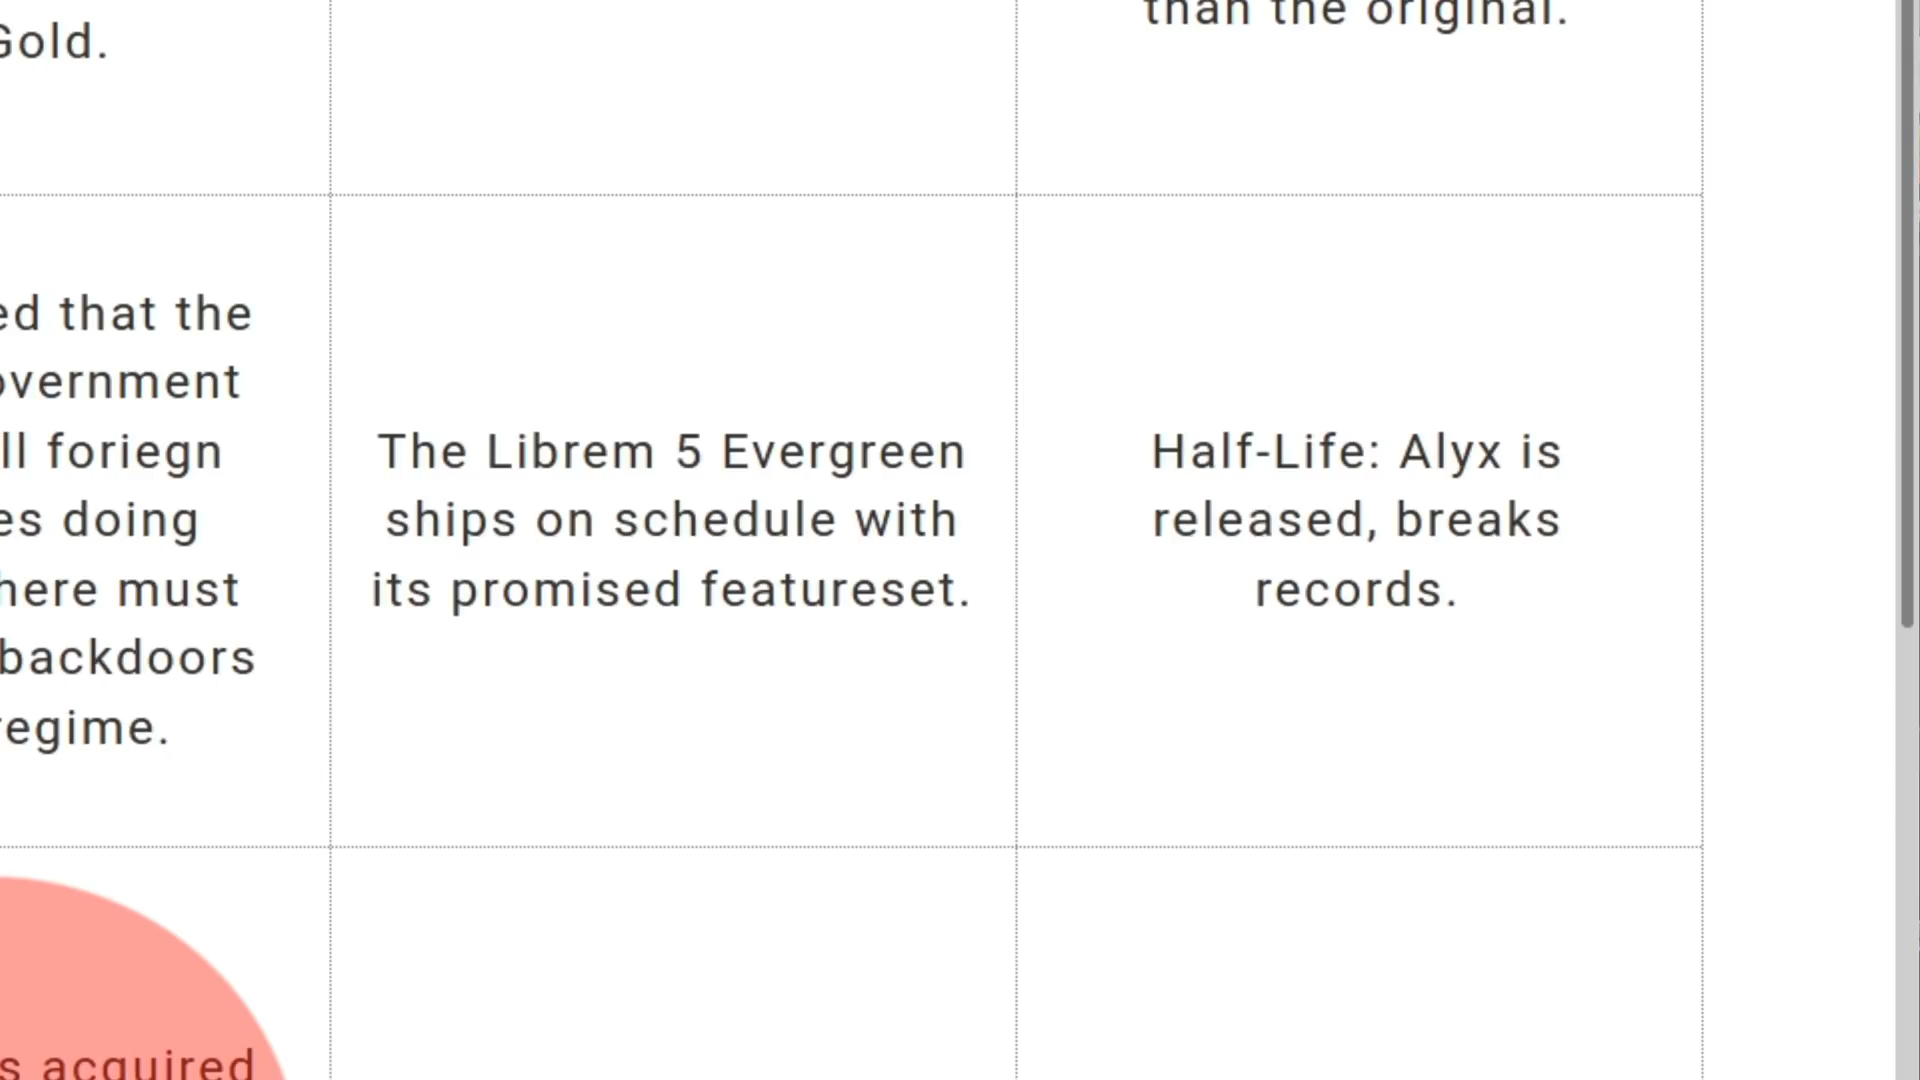 Gold.
than the original.
ed that the
overnment
ll foriegn
es doing
here must
backdoors
regime.
The Librem 5 Evergreen
ships on schedule with
its promised featureset.
Half-Life: Alyx is
released, breaks
records.
s acquired